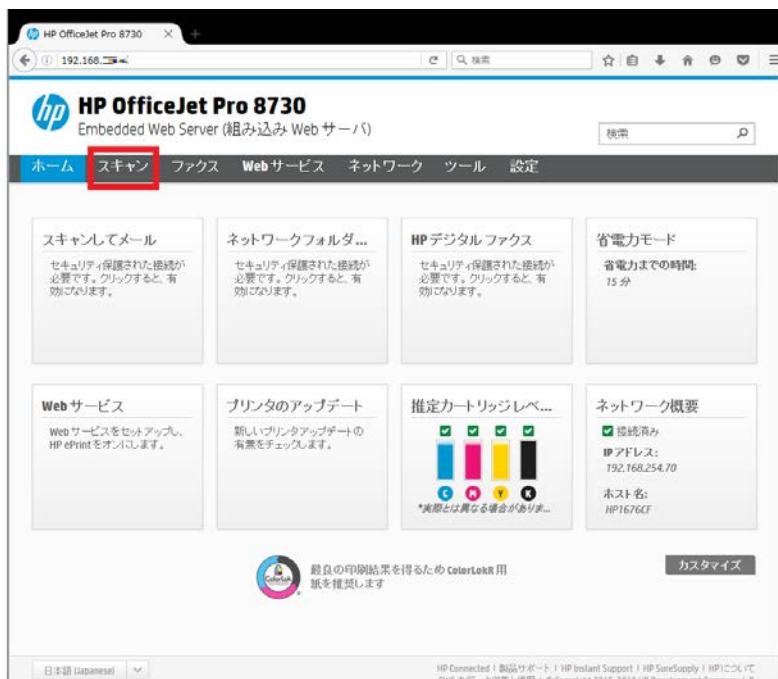 HP OfficeJet Pro 8730
192.168.
検索
hp
HP OfficeJet Pro 8730
Embedded Web Server (組み込み Web サーバ)
検索
ホーム スキャン ファクス Web サービス ネットワーク ツール 設定
スキャンしてメール
セキュリティ保護された接続が
必要です。クリックすると、有
効になります。
ネットワークフォルダ...
セキュリティ保護された接続が
必要です。クリックすると、有
効になります。
HP デジタル ファクス
セキュリティ保護された接続が
必要です。クリックすると、有
効になります。
省電力モード
省電力までの時間:
15 分
Web サービス
Web サービスをセットアップし、
HP ePrint をオンにします。
プリンタのアップデート
新しいプリンタアップデートの
有無をチェックします。
推定カートリッジレベ...
C M Y K
*実際とは異なる場合がありま...
ネットワーク概要
接続済み
IP アドレス:
192.168.254.70
ホスト名:
HP1676CF
ColorLok
最良の印刷結果を得るため ColorLokR 用
紙を推奨します
カスタマイズ
日本語 (Japanese)
HP Connected | 製品サポート | HP Instant Support | HP SureSupply | HP について